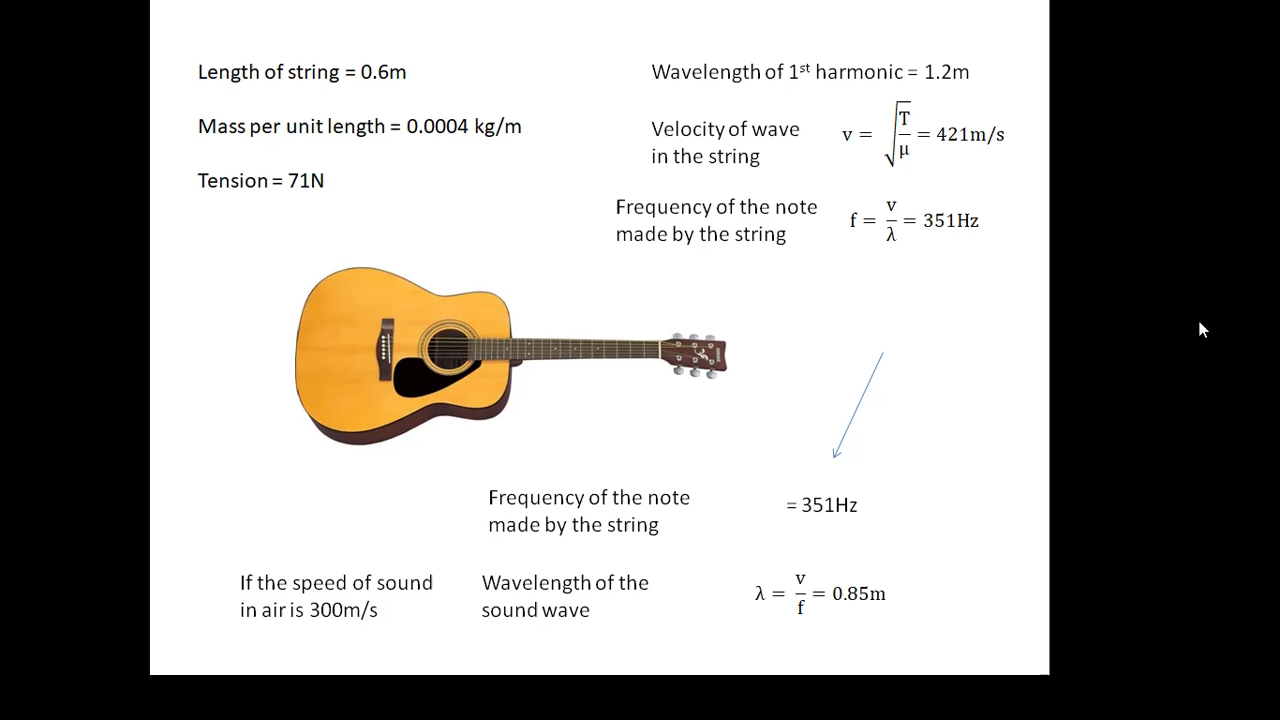 Length of string = 0.6m
Mass per unit length = 0.0004 kg/m
Tension = 71N
Wavelength of 1st harmonic = 1.2m
Velocity of wave
in the string
v = √(T/μ) = 421m/s
Frequency of the note
made by the string
f = v/λ = 351Hz
Frequency of the note
made by the string
= 351Hz
If the speed of sound
in air is 300m/s
Wavelength of the
sound wave
λ = v/f = 0.85m